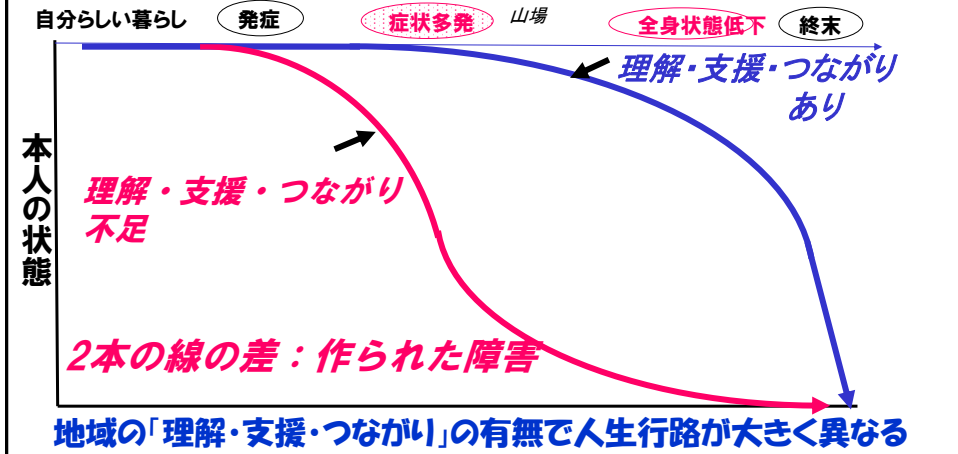 自分らしい暮らし
発症
症状多発
山場
全身状態低下
終末
理解・支援・つながり
あり
本人の状態
理解・支援・つながり
不足
2本の線の差：作られた障害
地域の「理解・支援・つながり」の有無で人生行路が大きく異なる